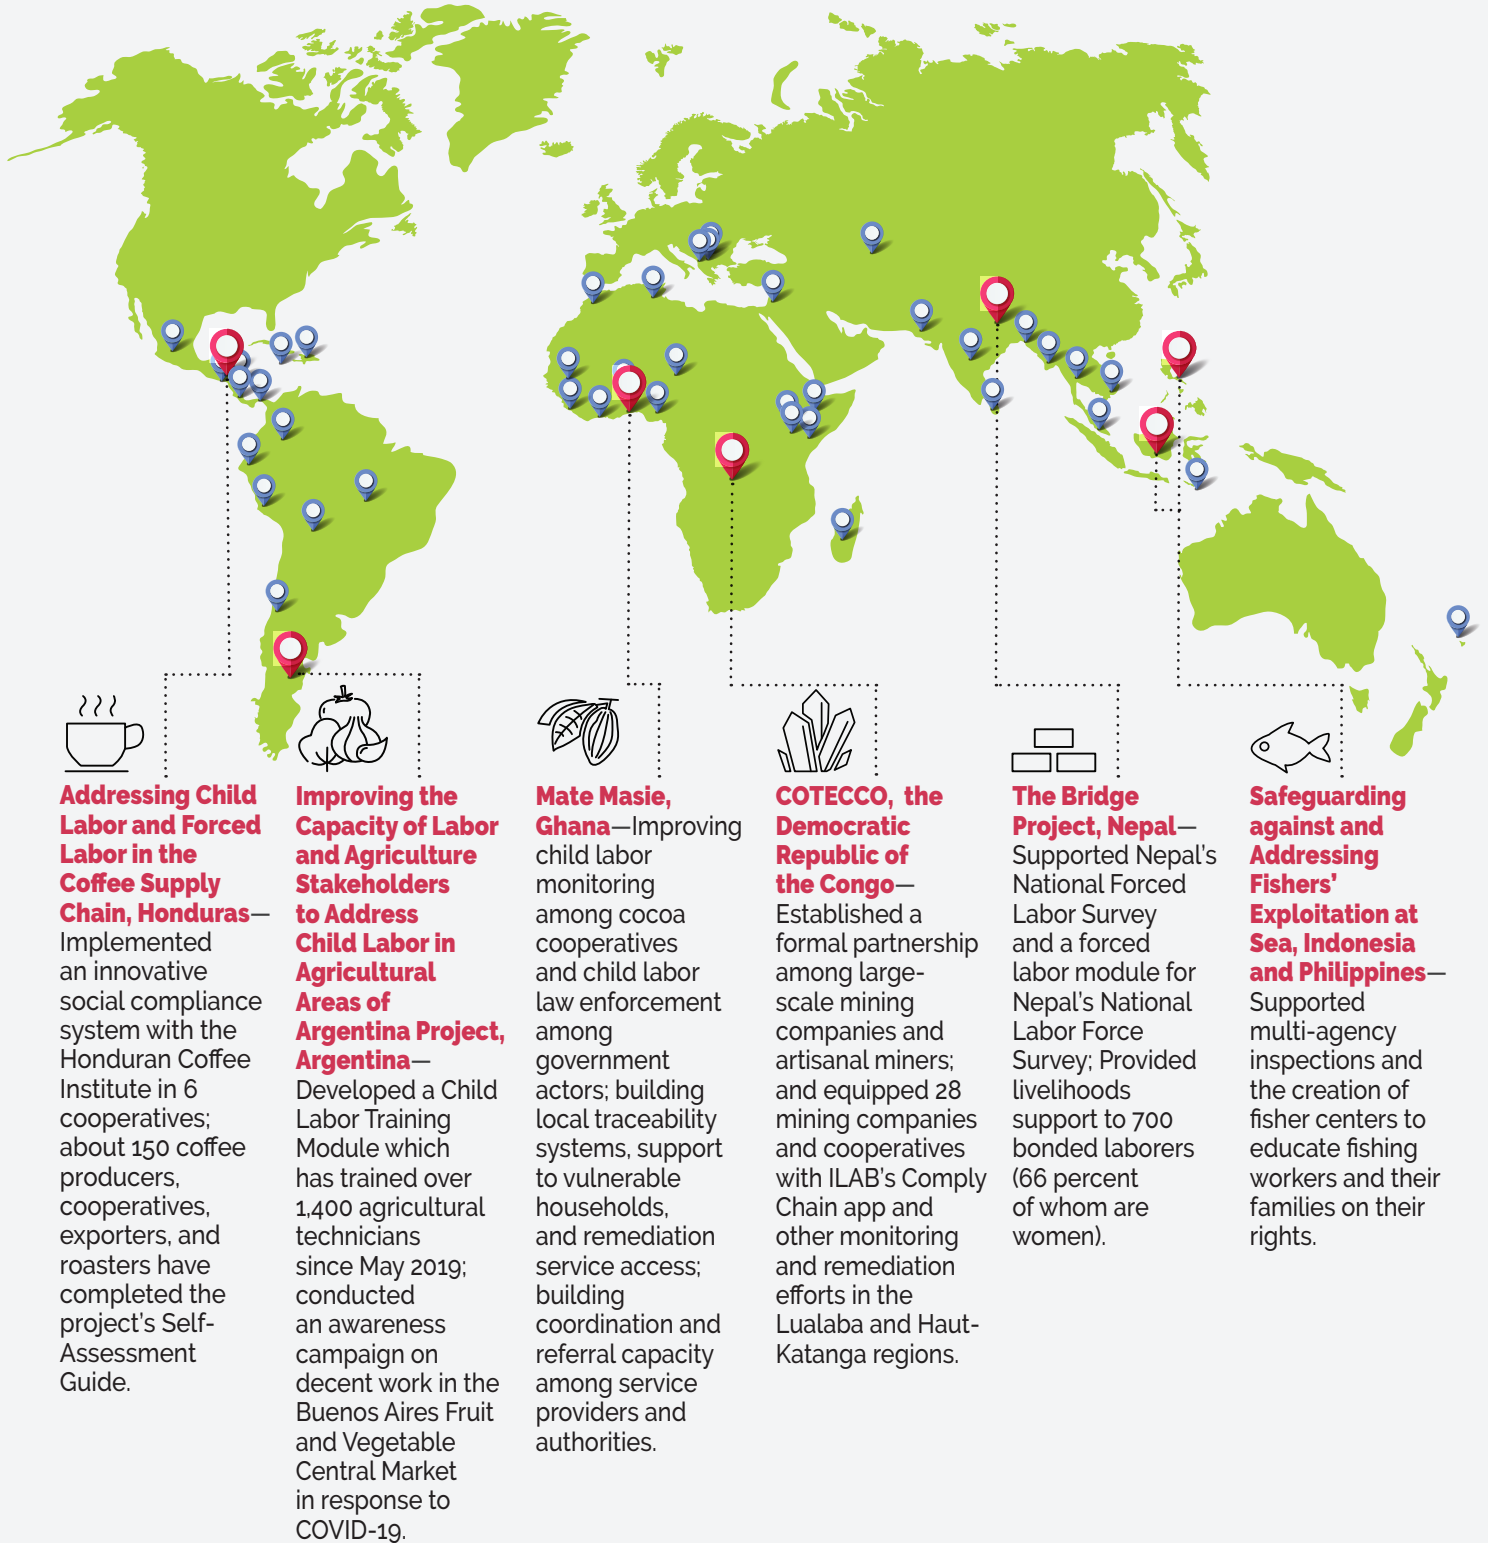 Addressing Child
Labor and Forced
Labor in the
Coffee Supply
Chain, Honduras—
Implemented
an innovative
social compliance
system with the
Honduran Coffee
Institute in 6
cooperatives;
about 150 coffee
producers,
cooperatives,
exporters, and
roasters have
completed the
project's Self-
Assessment
Guide.
Improving the
Capacity of Labor
and Agriculture
Stakeholders
to Address
Child Labor in
Agricultural
Areas of
Argentina Project,
Argentina—
Developed a Child
Labor Training
Module which
has trained over
1,400 agricultural
technicians
since May 2019;
conducted
an awareness
campaign on
decent work in the
Buenos Aires Fruit
and Vegetable
Central Market
in response to
COVID-19.
Mate Masie,
Ghana—Improving
child labor
monitoring
among cocoa
cooperatives
and child labor
law enforcement
among
government
actors; building
local traceability
systems, support
to vulnerable
households,
and remediation
service access;
building
coordination and
referral capacity
among service
providers and
authorities.
COTECCO, the
Democratic
Republic of
the Congo—
Established a
formal partnership
among large-
scale mining
companies and
artisanal miners;
and equipped 28
mining companies
and cooperatives
with ILAB's Comply
Chain app and
other monitoring
and remediation
efforts in the
Lualaba and Haut-
Katanga regions.
The Bridge
Project, Nepal—
Supported Nepal's
National Forced
Labor Survey
and a forced
labor module for
Nepal's National
Labor Force
Survey; Provided
livelihoods
support to 700
bonded laborers
(66 percent
of whom are
women).
Safeguarding
against and
Addressing
Fishers'
Exploitation at
Sea, Indonesia
and Philippines—
Supported
multi-agency
inspections and
the creation of
fisher centers to
educate fishing
workers and their
families on their
rights.